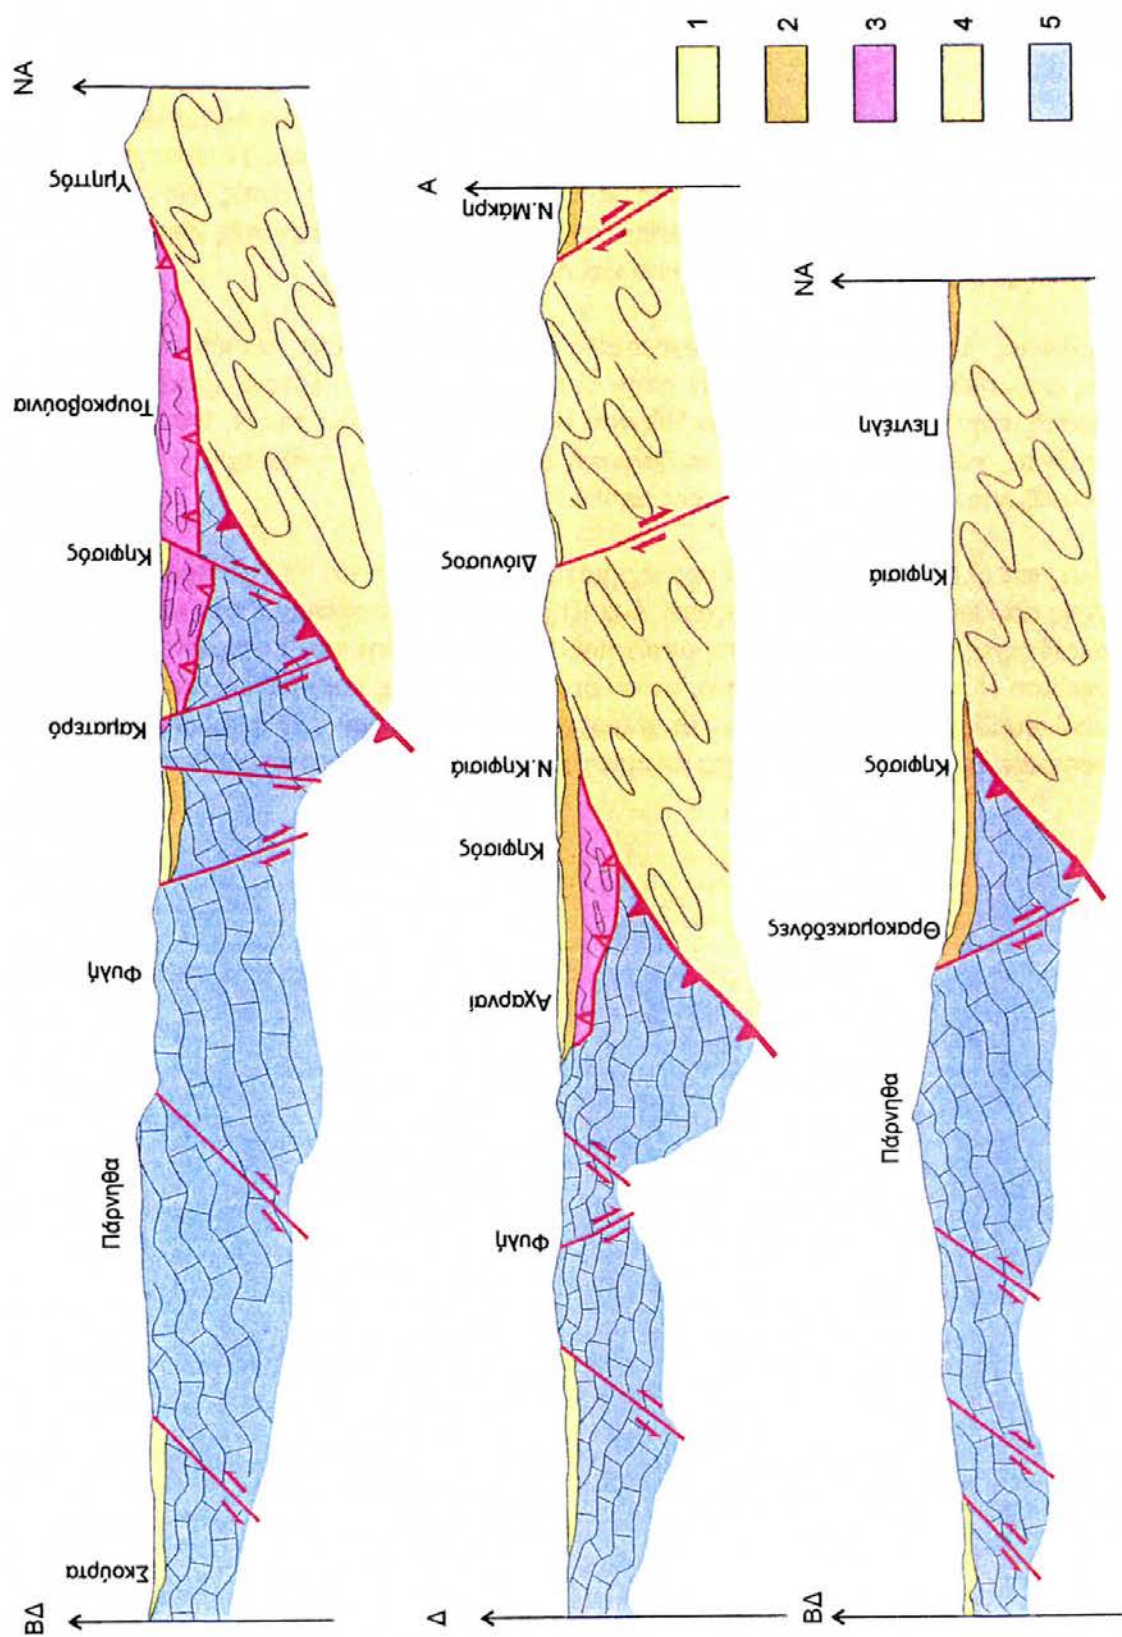 ΒΔ
ΝΑ
Σκούρτα
Πάρνηθα
Φυλή
Καματερό
Κηφισός
Τουρκοβούνια
Υμηττός
Δ
Α
Φυλή
Αχαρναί
Κηφισός
Ν.Κηφισιά
Διόνυσος
Ν.Μάκρη
ΒΔ
ΝΑ
Πάρνηθα
Θρακομακεδόνες
Κηφισός
Κηφισιά
Πεντέλη
1
2
3
4
5